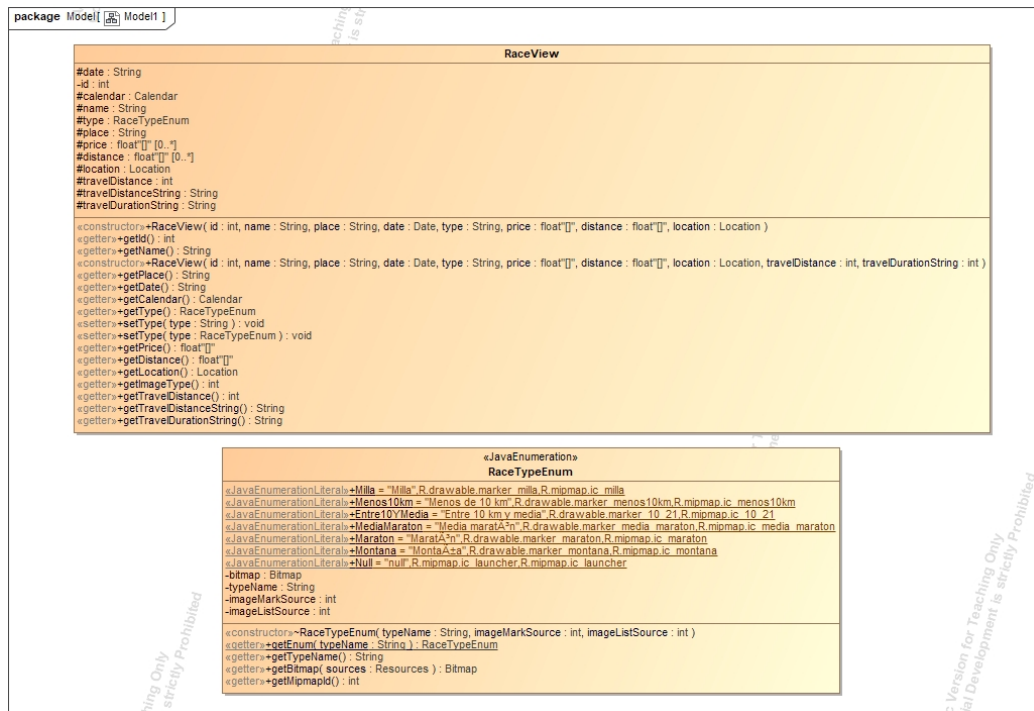 package Model[ Model1 ]
RaceView
#date : String
-id : int
#calendar : Calendar
#name : String
#type : RaceTypeEnum
#place : String
#price : float"[]" [0..*]
#distance : float"[]" [0..*]
#location : Location
#travelDistance : int
#travelDistanceString : String
#travelDurationString : String
«constructor»+RaceView( id : int, name : String, place : String, date : Date, type : String, price : float"[]", distance : float"[]", location : Location )
«getter»+getId() : int
«getter»+getName() : String
«constructor»+RaceView( id : int, name : String, place : String, date : Date, type : String, price : float"[]", distance : float"[]", location : Location, travelDistance : int, travelDurationString : int )
«getter»+getPlace() : String
«getter»+getDate() : String
«getter»+getCalendar() : Calendar
«getter»+getType() : RaceTypeEnum
«setter»+setType( type : String ) : void
«setter»+setType( type : RaceTypeEnum ) : void
«getter»+getPrice() : float"[]"
«getter»+getDistance() : float"[]"
«getter»+getLocation() : Location
«getter»+getImageType() : int
«getter»+getTravelDistance() : int
«getter»+getTravelDistanceString() : String
«getter»+getTravelDurationString() : String
«JavaEnumeration»
RaceTypeEnum
«JavaEnumerationLiteral»+Milla = "Milla",R.drawable.marker_milla,R.mipmap.ic_milla
«JavaEnumerationLiteral»+Menos10km = "Menos de 10 km",R.drawable.marker_menos10km,R.mipmap.ic_menos10km
«JavaEnumerationLiteral»+Entre10YMedia = "Entre 10 km y media",R.drawable.marker_10_21,R.mipmap.ic_10_21
«JavaEnumerationLiteral»+MediaMaraton = "Media maratÃ³n",R.drawable.marker_media_maraton,R.mipmap.ic_media_maraton
«JavaEnumerationLiteral»+Maraton = "MaratÃ³n",R.drawable.marker_maraton,R.mipmap.ic_maraton
«JavaEnumerationLiteral»+Montana = "MontaÃ±a",R.drawable.marker_montana,R.mipmap.ic_montana
«JavaEnumerationLiteral»+Null = "null",R.mipmap.ic_launcher,R.mipmap.ic_launcher
-bitmap : Bitmap
-typeName : String
-imageMarkSource : int
-imageListSource : int
«constructor»~RaceTypeEnum( typeName : String, imageMarkSource : int, imageListSource : int )
«getter»+getEnum( typeName : String ) : RaceTypeEnum
«getter»+getTypeName() : String
«getter»+getBitmap( sources : Resources ) : Bitmap
«getter»+getMipmapId() : int
Version for Teaching Only
Development is strictly Prohibited
Only
strictly Prohibited